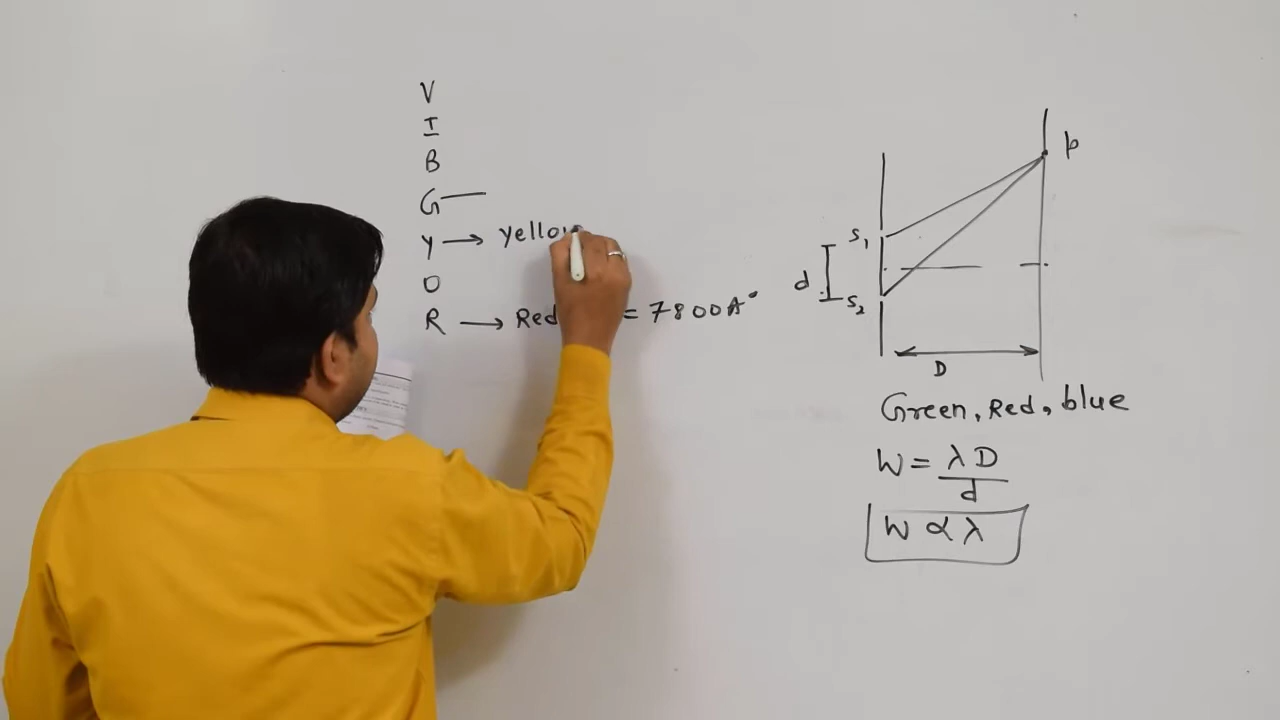 V
I
B
G —
Y → yello
O
R → Red = 7800A°
p
S1
d
S2
D
Green, Red, blue
W = λD/d
W ∝ λ